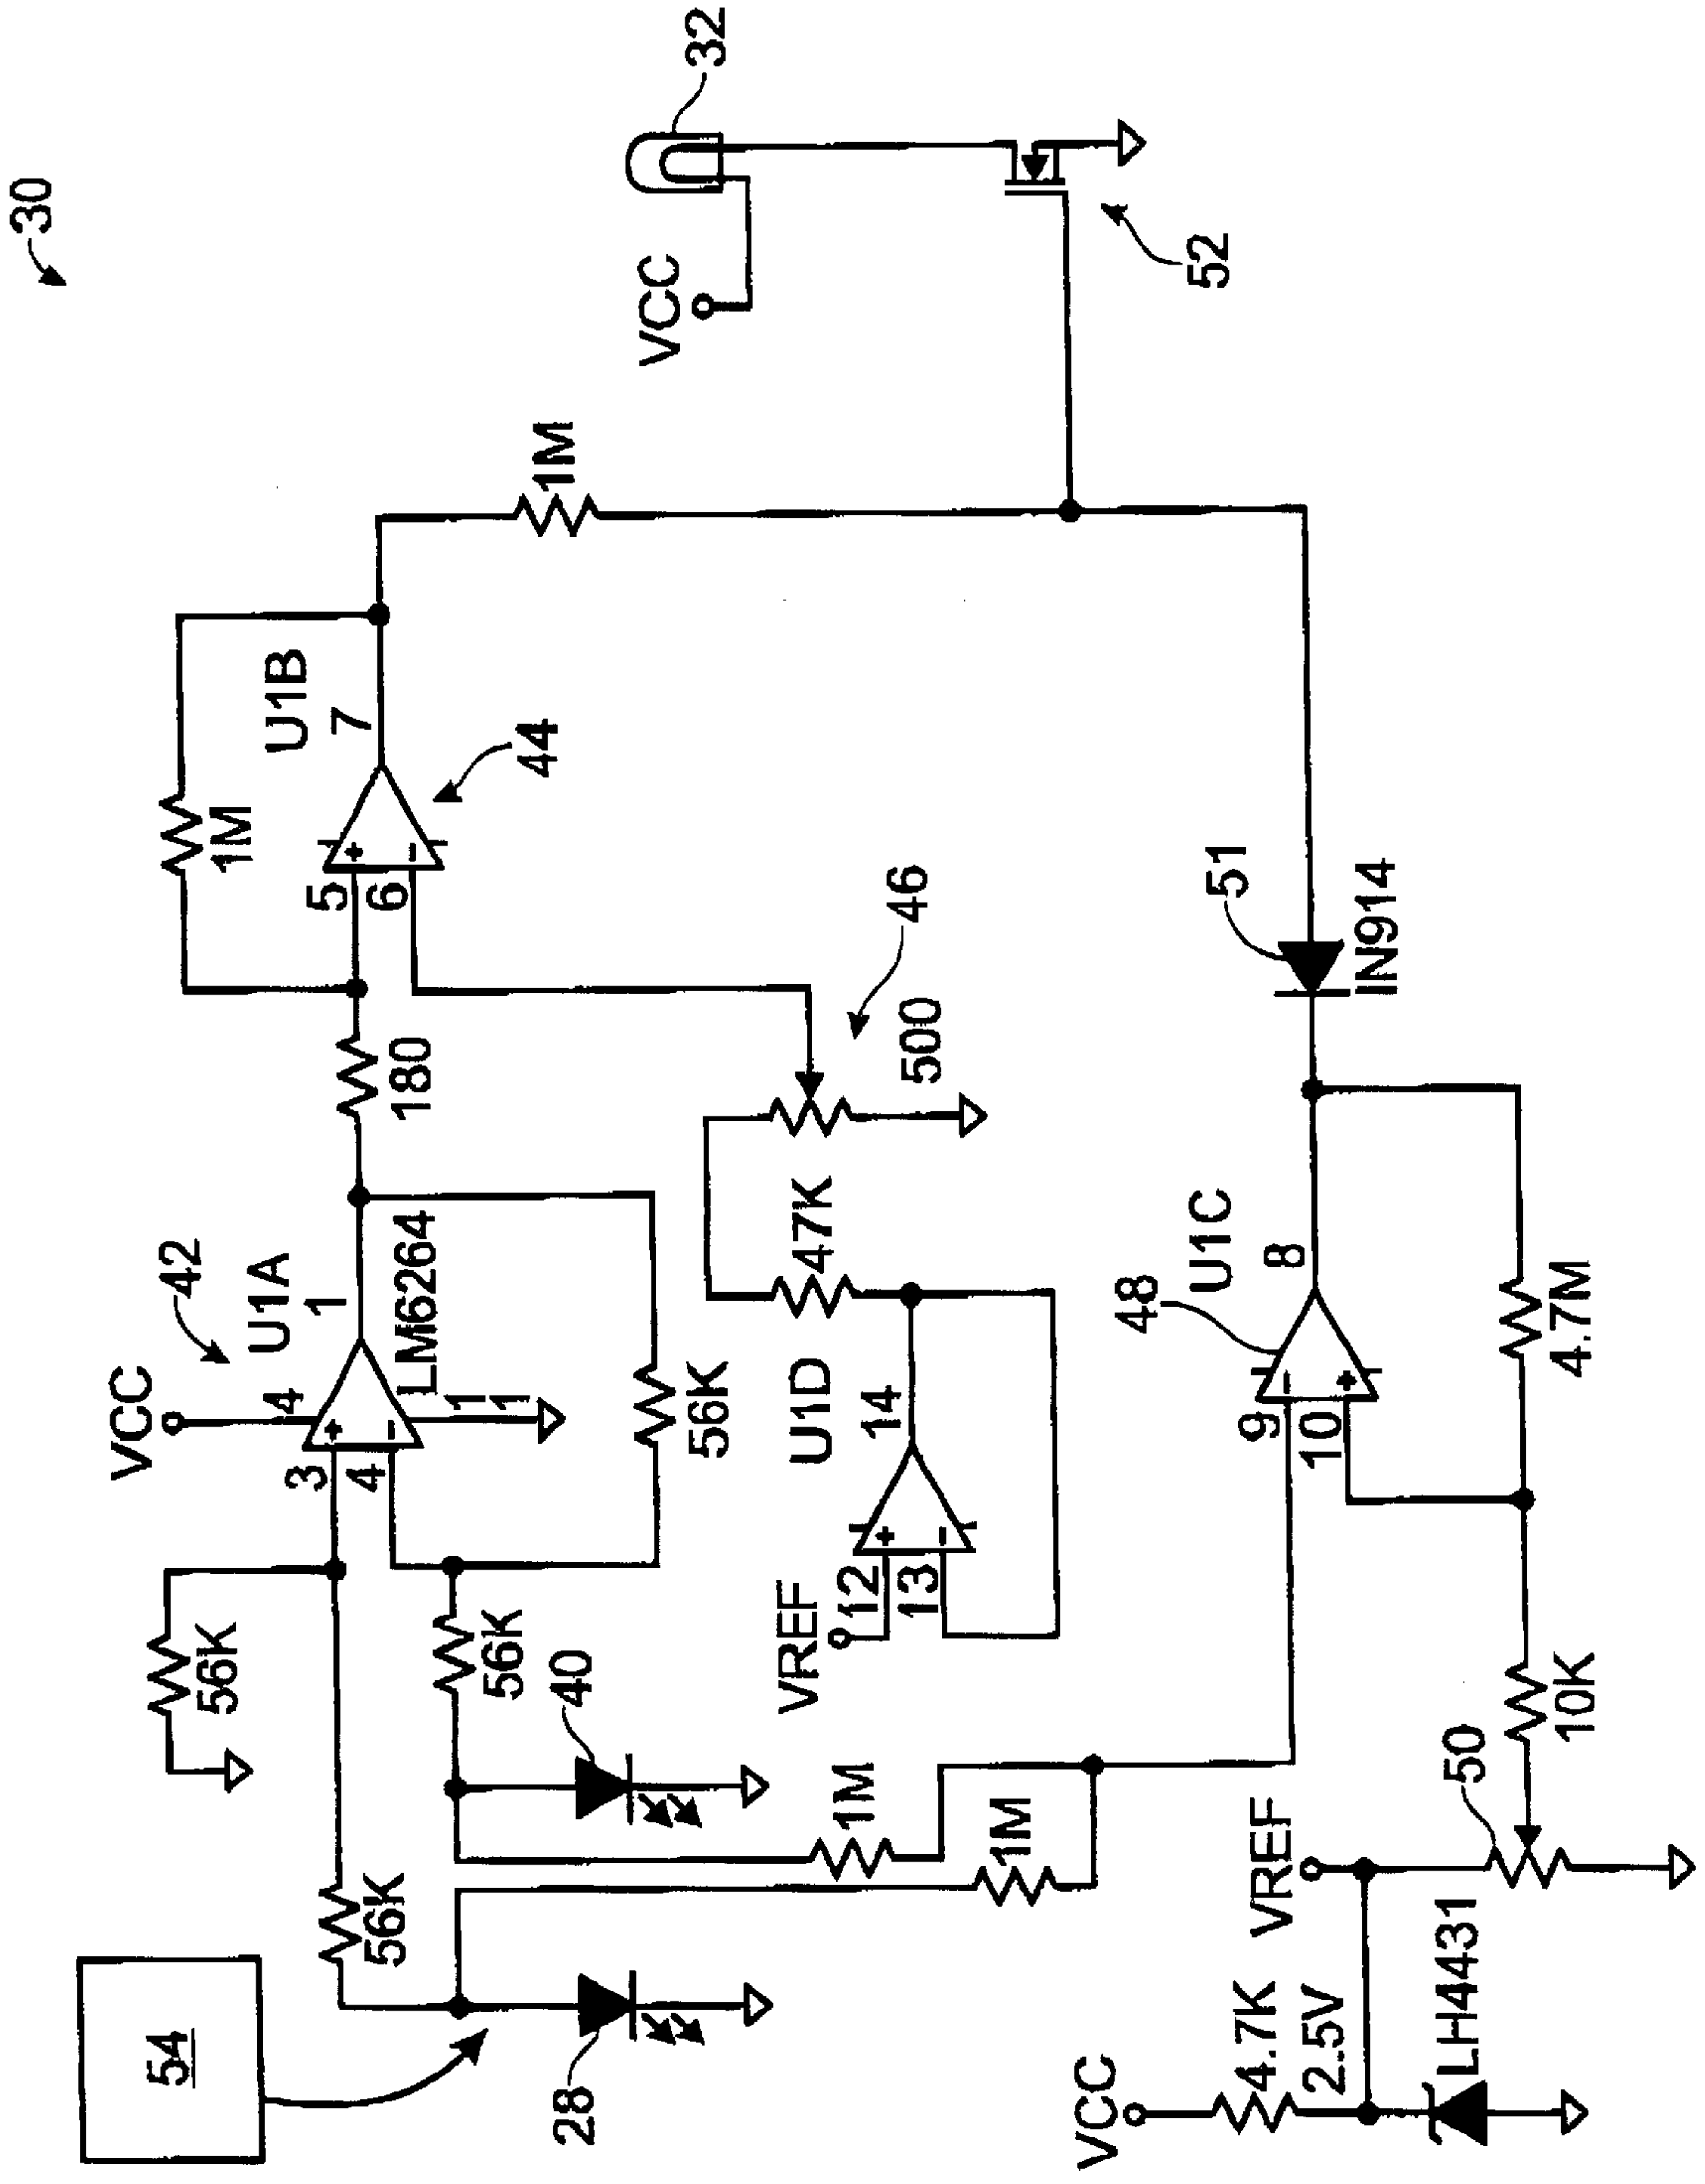 30
32
VCC
52
1M
U1B
7
44
1M
5
6
46
500
180
51
IN914
42
U1A
1
LM6264
VCC
4
11
3
4
56K
47K
U1D
14
VREF
12
13
48
U1C
8
9
10
4.7M
56K
56K
40
1M
1M
56K
10K
50
VREF
54
28
VCC
4.7K
2.5V
LH4431